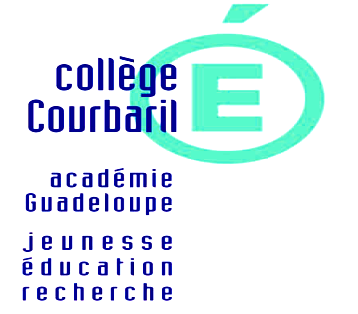 É
collège
Courbaril
académie
Guadeloupe
jeunesse
éducation
recherche